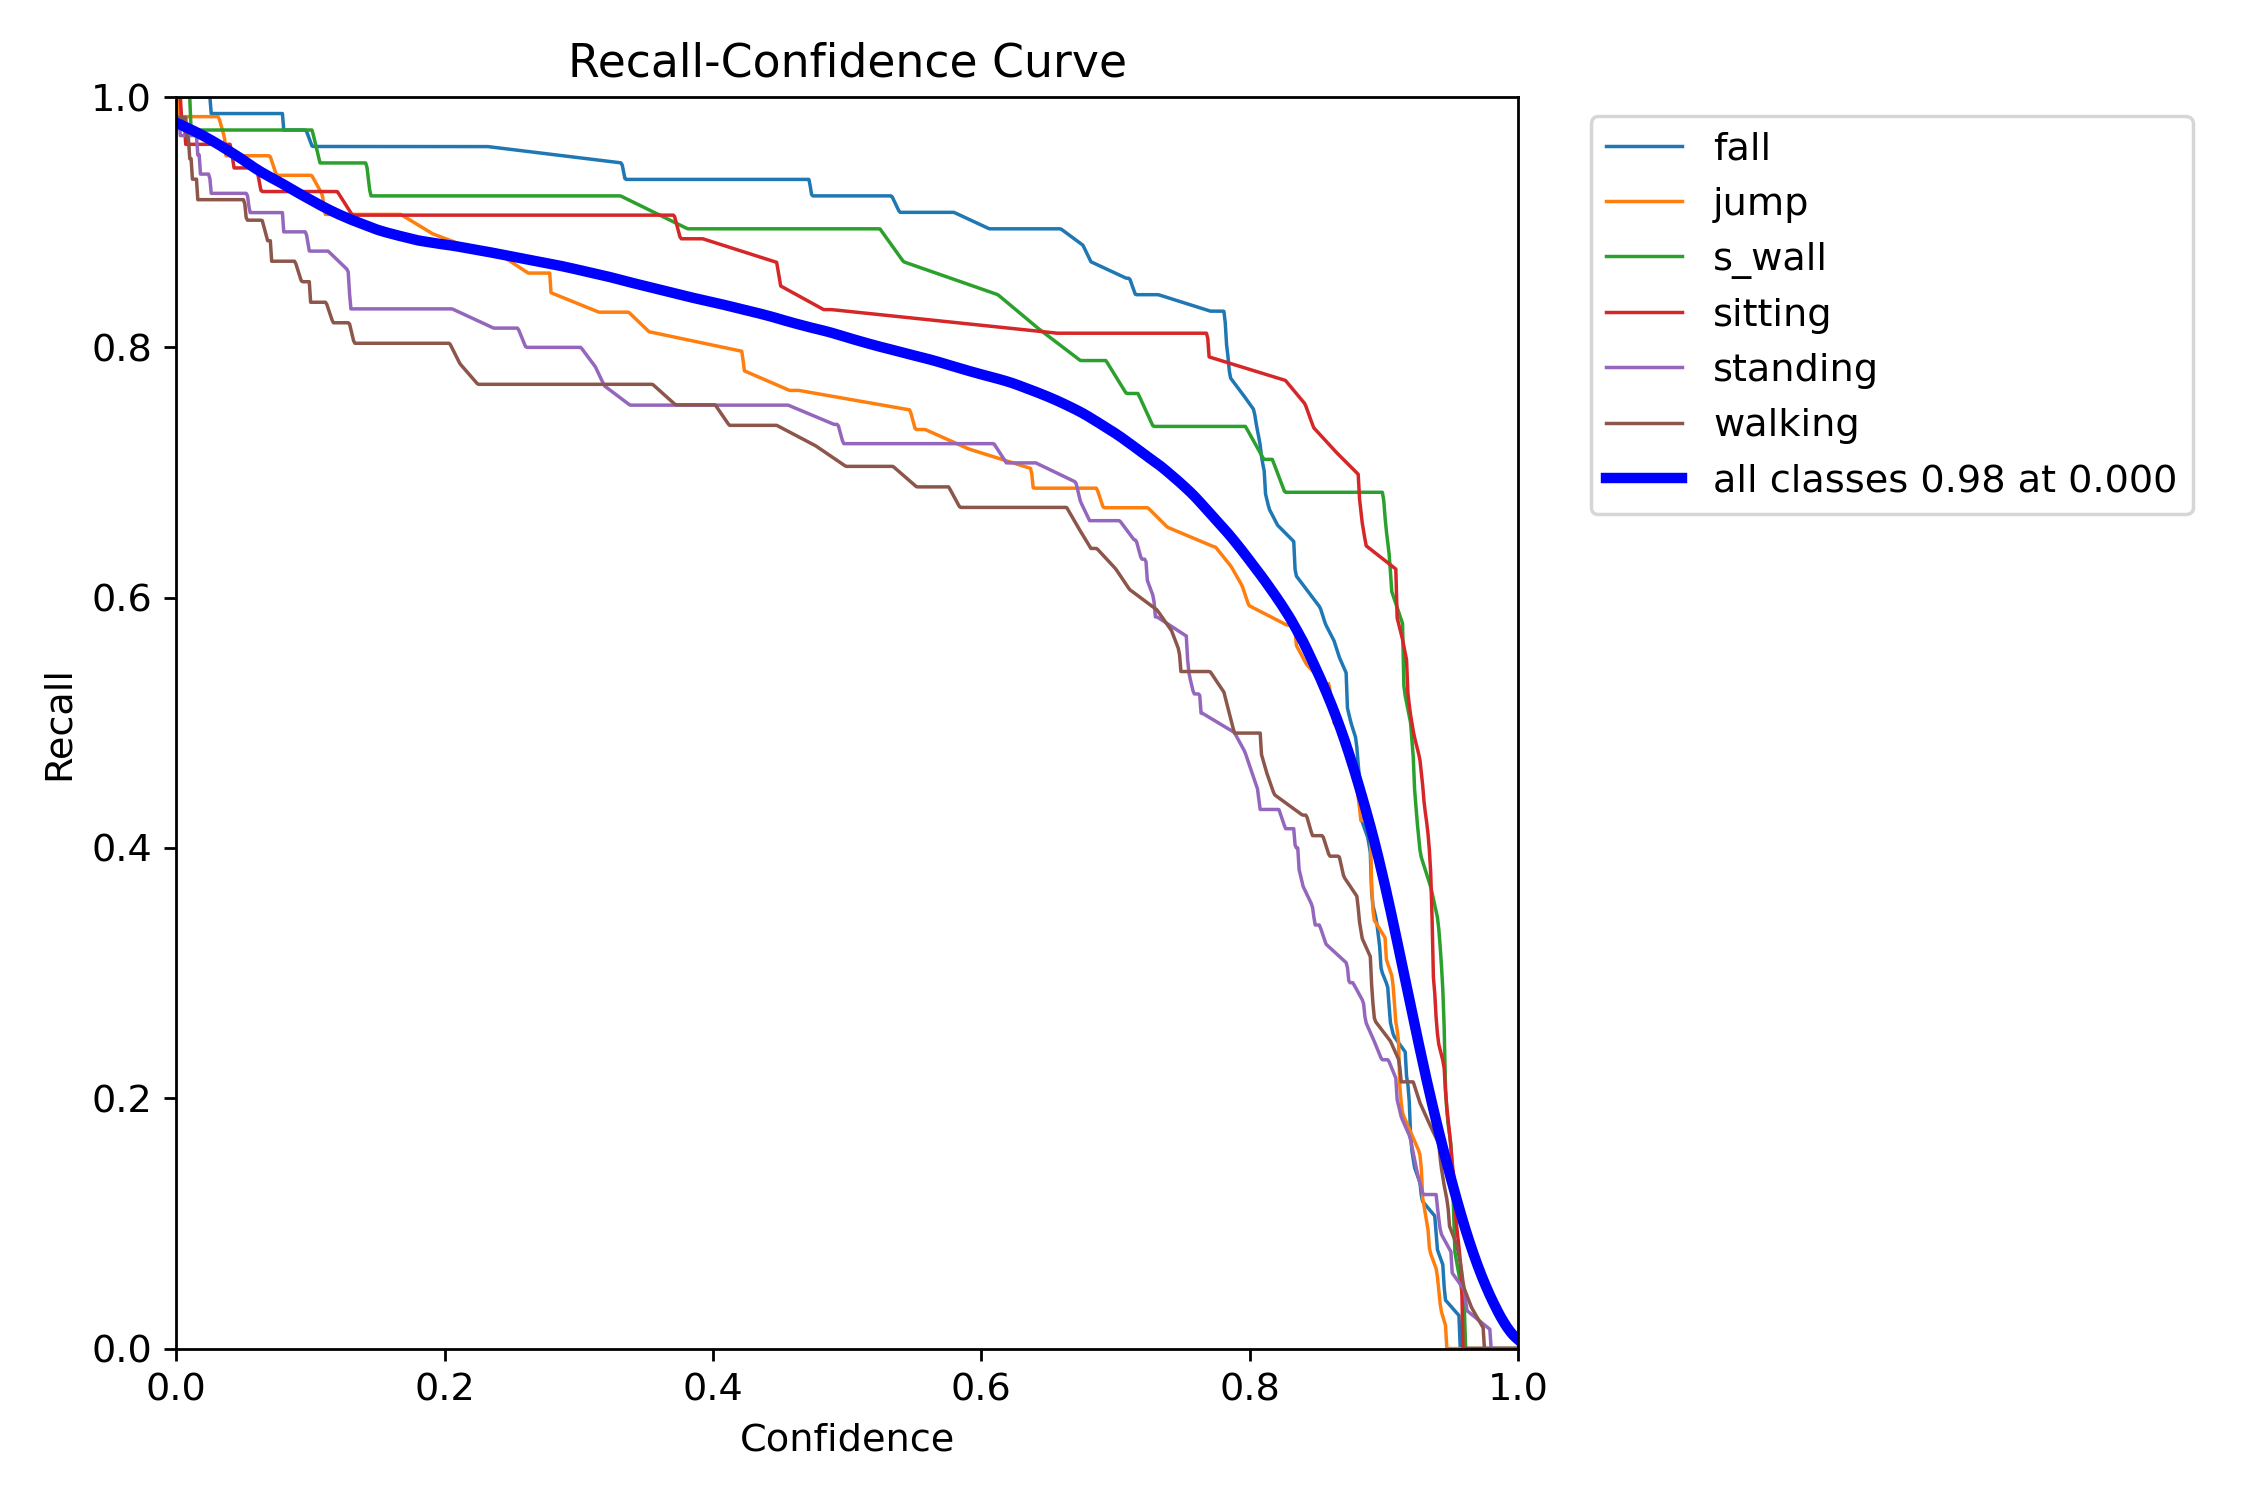 Recall-Confidence Curve
1.0
0.8
0.6
0.4
0.2
0.0
Recall
0.0 0.2 0.4 0.6 0.8 1.0
Confidence
fall
jump
s_wall
sitting
standing
walking
all classes 0.98 at 0.000